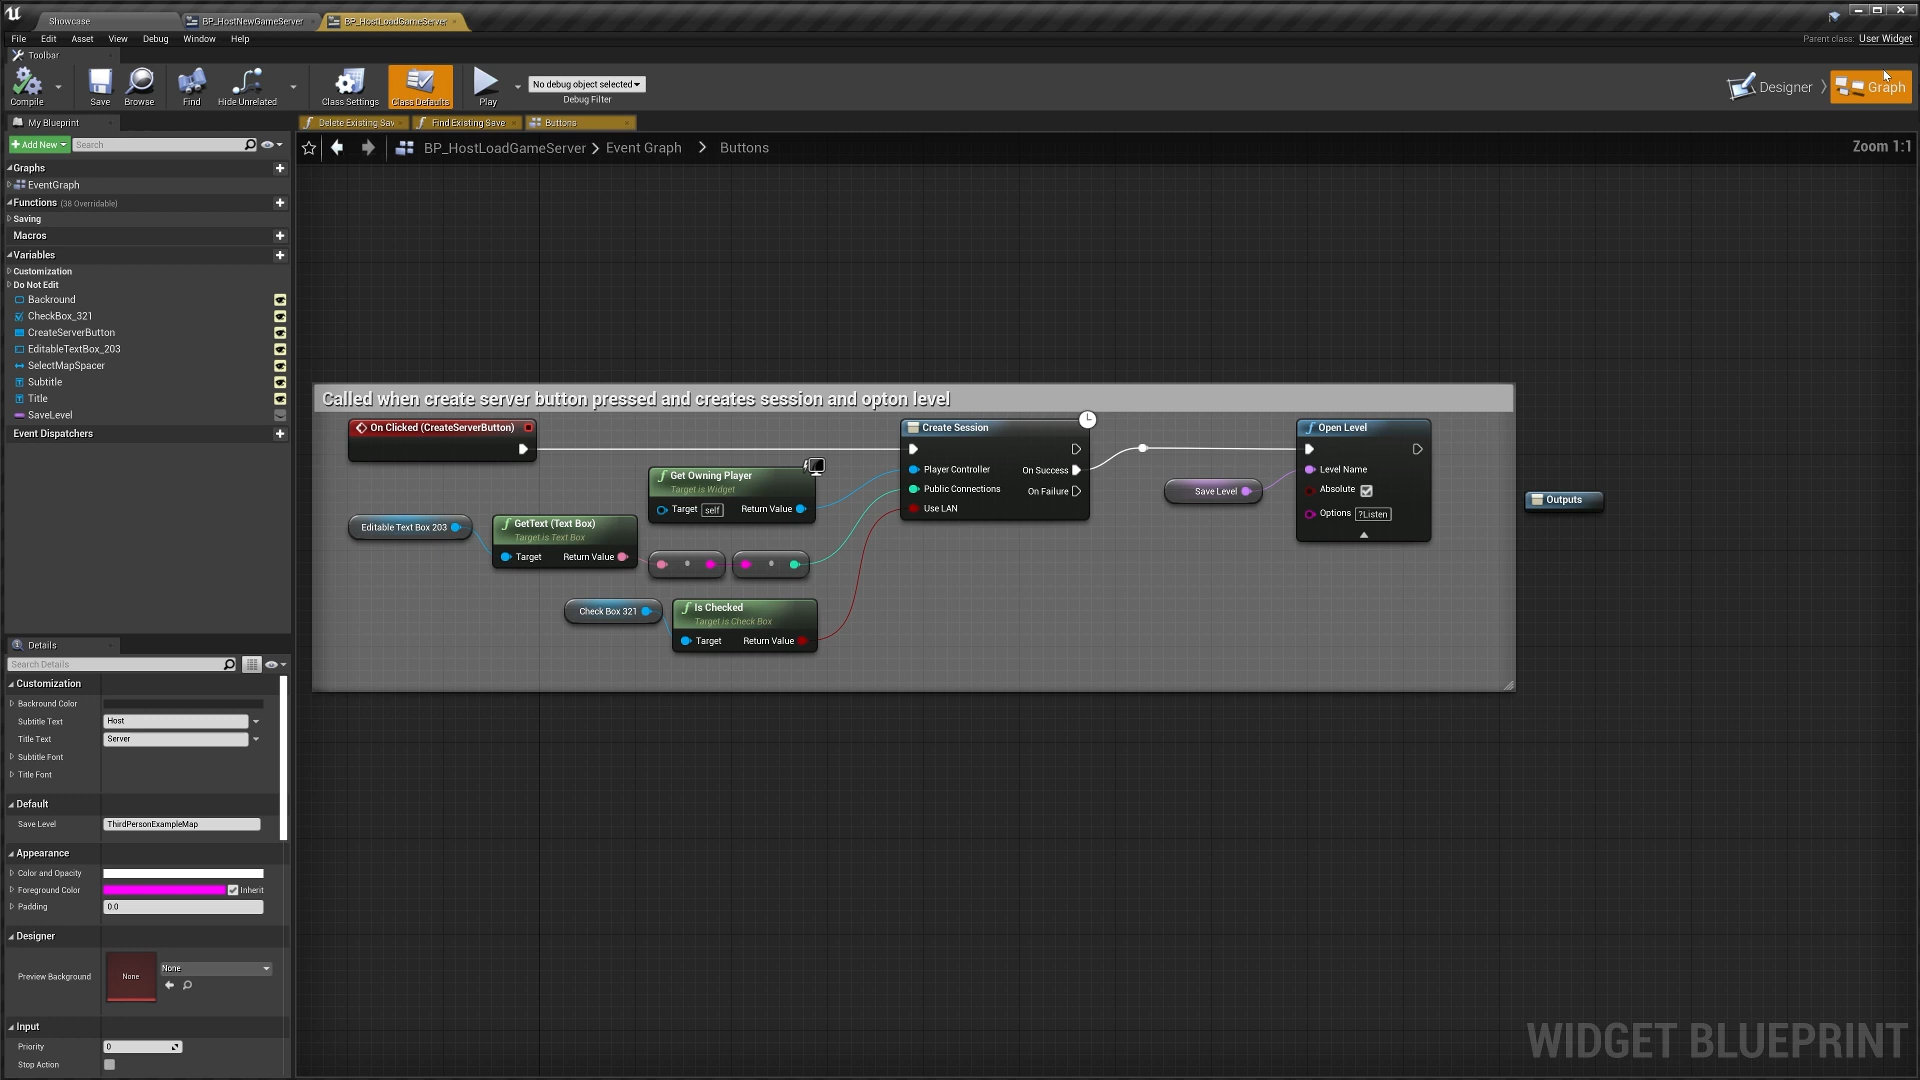 Showcase
BP_HostNewGameServer
BP_HostLoadGameServer
File Edit Asset View Debug Window Help
Parent class: User Widget
Toolbar
Compile
Save
Browse
Find
Hide Unrelated
Class Settings
Class Defaults
Play
No debug object selected
Debug Filter
Designer
Graph
My Blueprint
Delete Existing Sav
Find Existing Save
Buttons
Add New
Search
BP_HostLoadGameServer > Event Graph > Buttons
Zoom 1:1
Graphs
EventGraph
Functions (38 Overridable)
Saving
Macros
Variables
Customization
Do Not Edit
Backround
CheckBox_321
CreateServerButton
EditableTextBox_203
SelectMapSpacer
Subtitle
Title
SaveLevel
Event Dispatchers
Called when create server button pressed and creates session and opton level
On Clicked (CreateServerButton)
Create Session
Player Controller
Public Connections
Use LAN
On Success
On Failure
Open Level
Level Name
Absolute
Options ?Listen
Save Level
Outputs
Get Owning Player
Target is Widget
Target self
Return Value
Editable Text Box 203
GetText (Text Box)
Target is Text Box
Target
Return Value
Check Box 321
Is Checked
Target is Check Box
Target
Return Value
Details
Search Details
Customization
Backround Color
Subtitle Text Host
Title Text Server
Subtitle Font
Title Font
Default
Save Level ThirdPersonExampleMap
Appearance
Color and Opacity
Foreground Color Inherit
Padding 0.0
Designer
Preview Background None None
Input
Priority 0
Stop Action
WIDGET BLUEPRINT